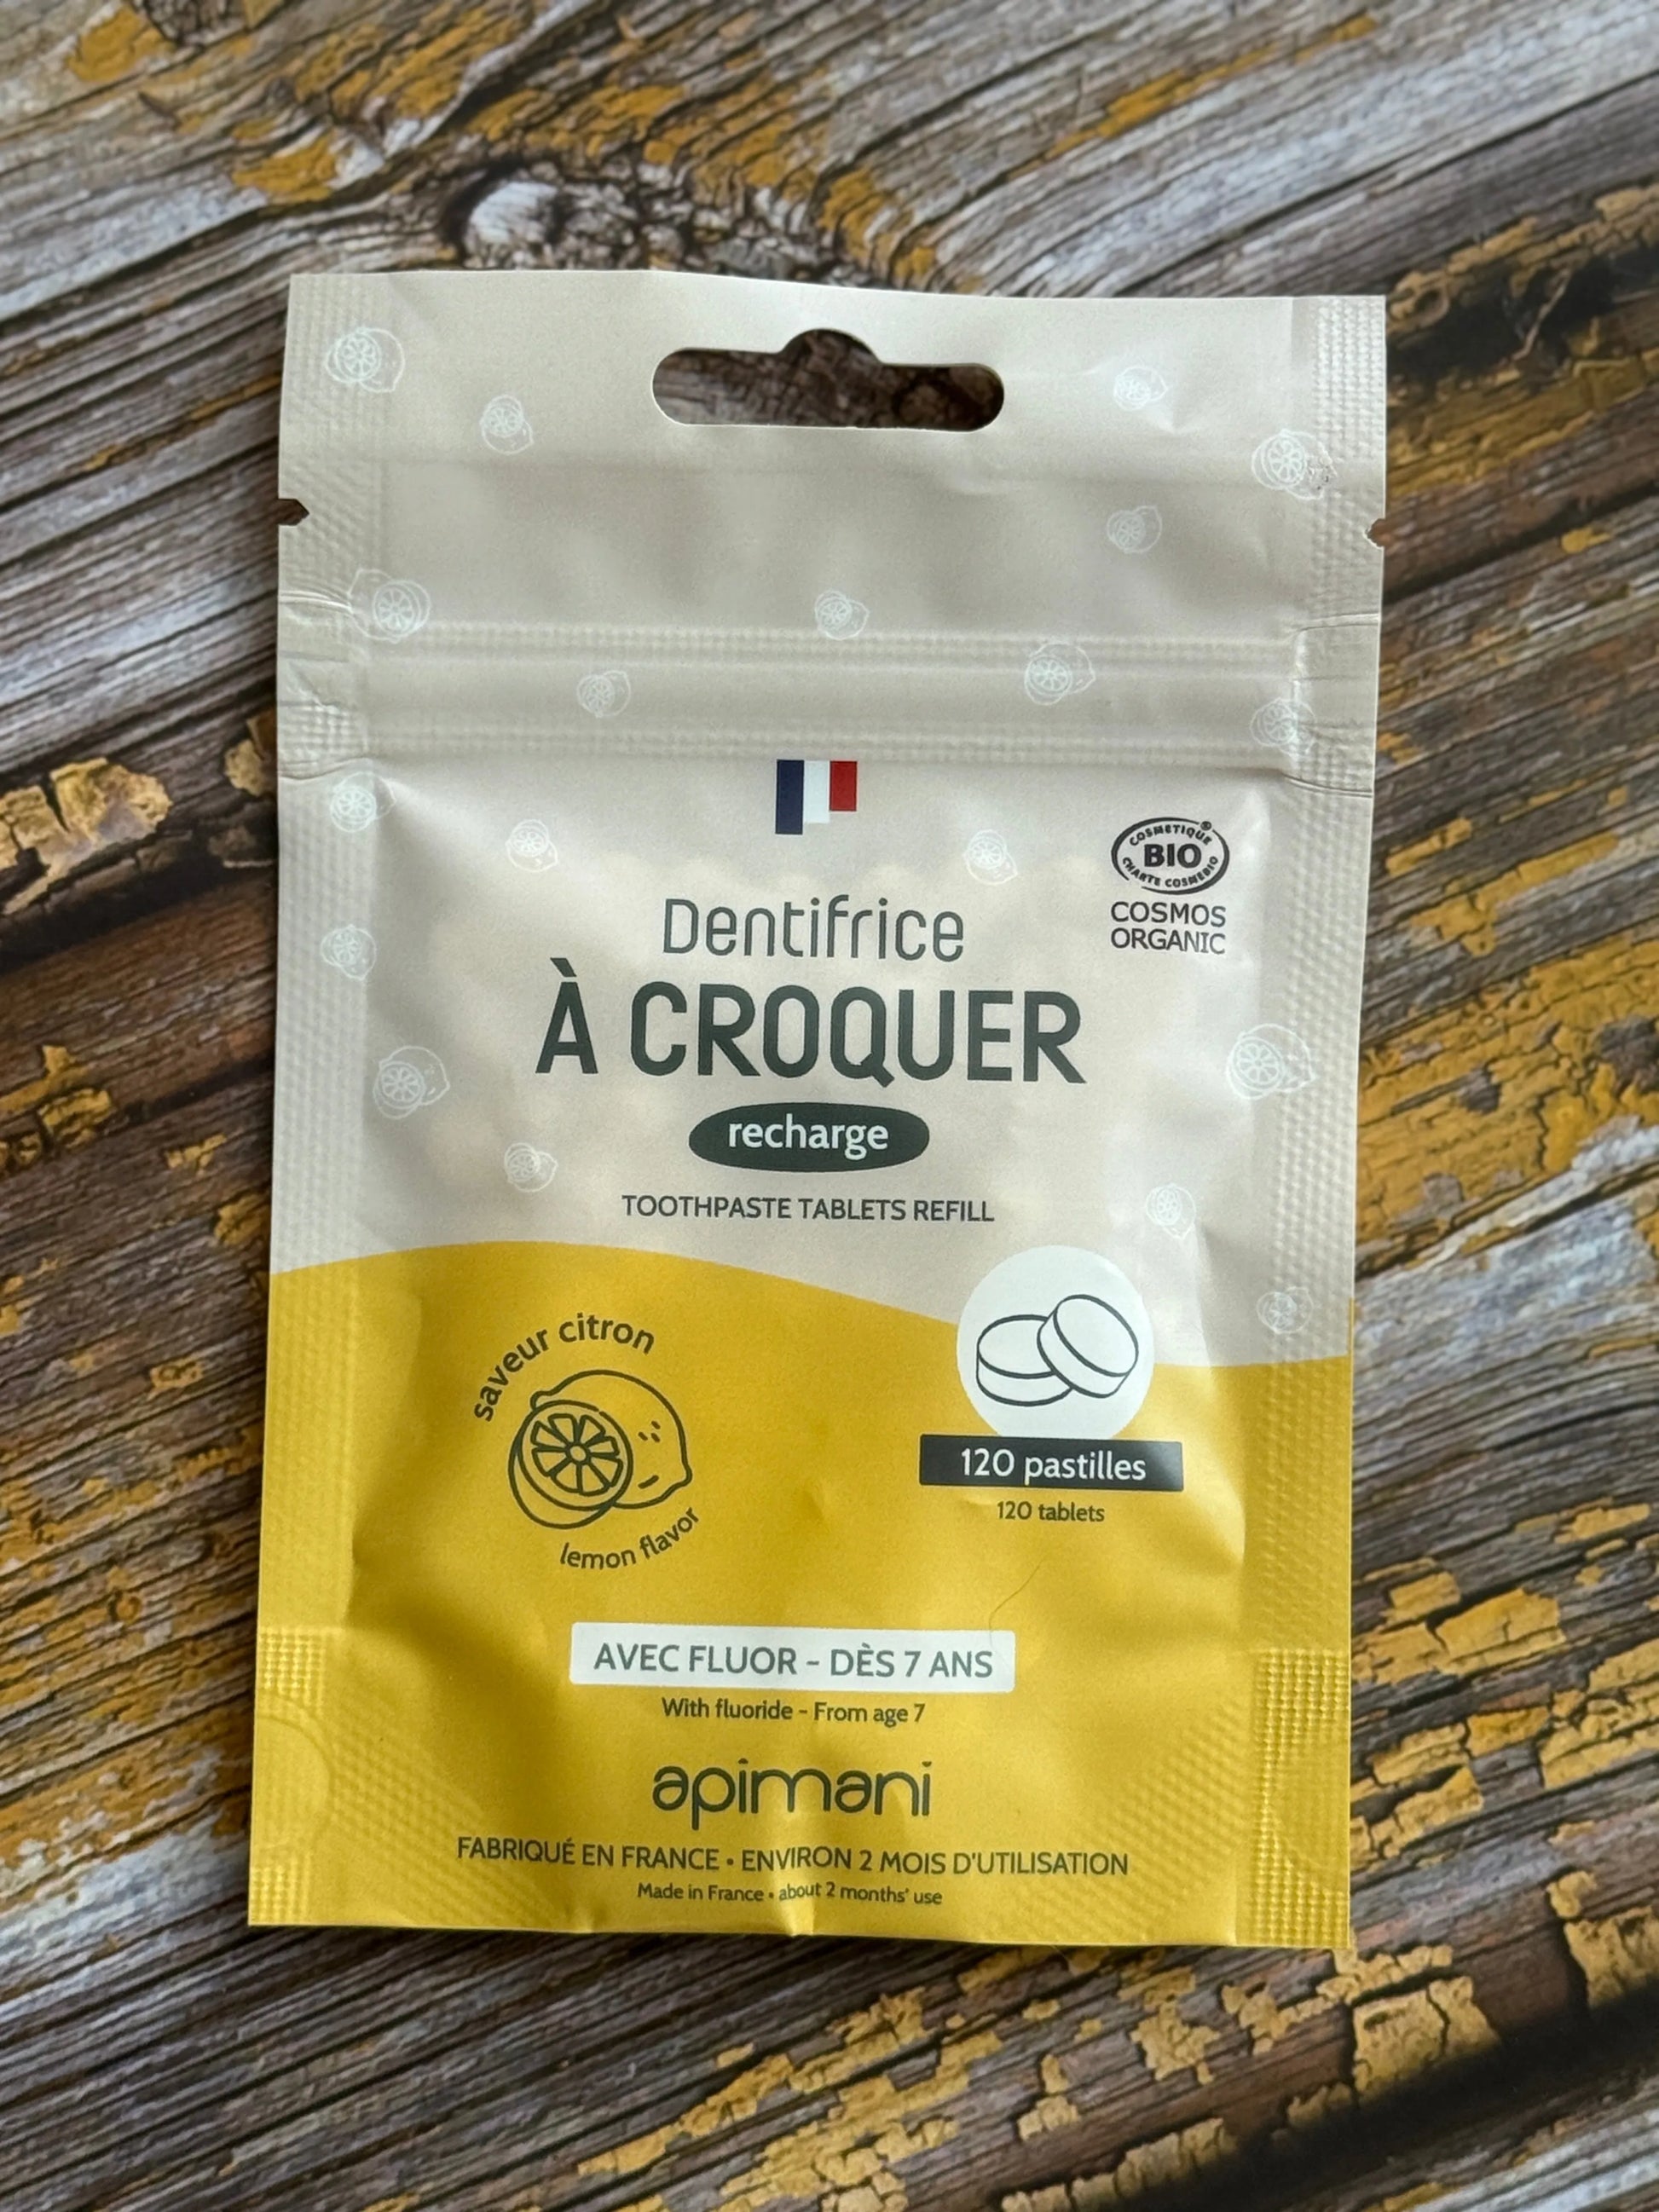 COSMETIQUE
BIO
CHARTE COSMEBIO
COSMOS
ORGANIC
Dentifrice
À CROQUER
recharge
TOOTHPASTE TABLETS REFILL
saveur citron
lemon flavor
120 pastilles
120 tablets
AVEC FLUOR - DÈS 7 ANS
With fluoride - From age 7
apimani
FABRIQUÉ EN FRANCE • ENVIRON 2 MOIS D'UTILISATION
Made in France • about 2 months' use